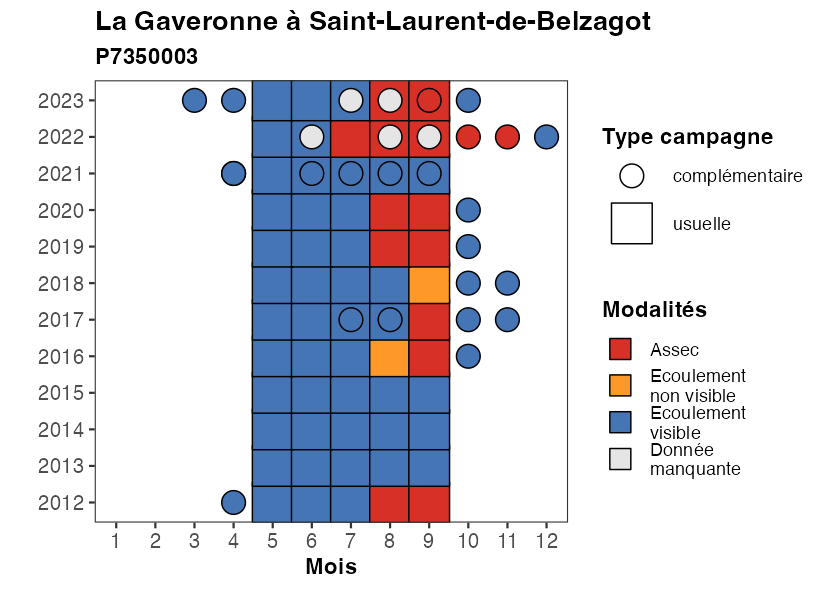 La Gaveronne à Saint-Laurent-de-Belzagot
P7350003
2023
2022
2021
2020
2019
2018
2017
2016
2015
2014
2013
2012
1 2 3 4 5 6 7 8 9 10 11 12
Mois
Type campagne
complémentaire
usuelle
Modalités
Assec
Ecoulement
non visible
Ecoulement
visible
Donnée
manquante